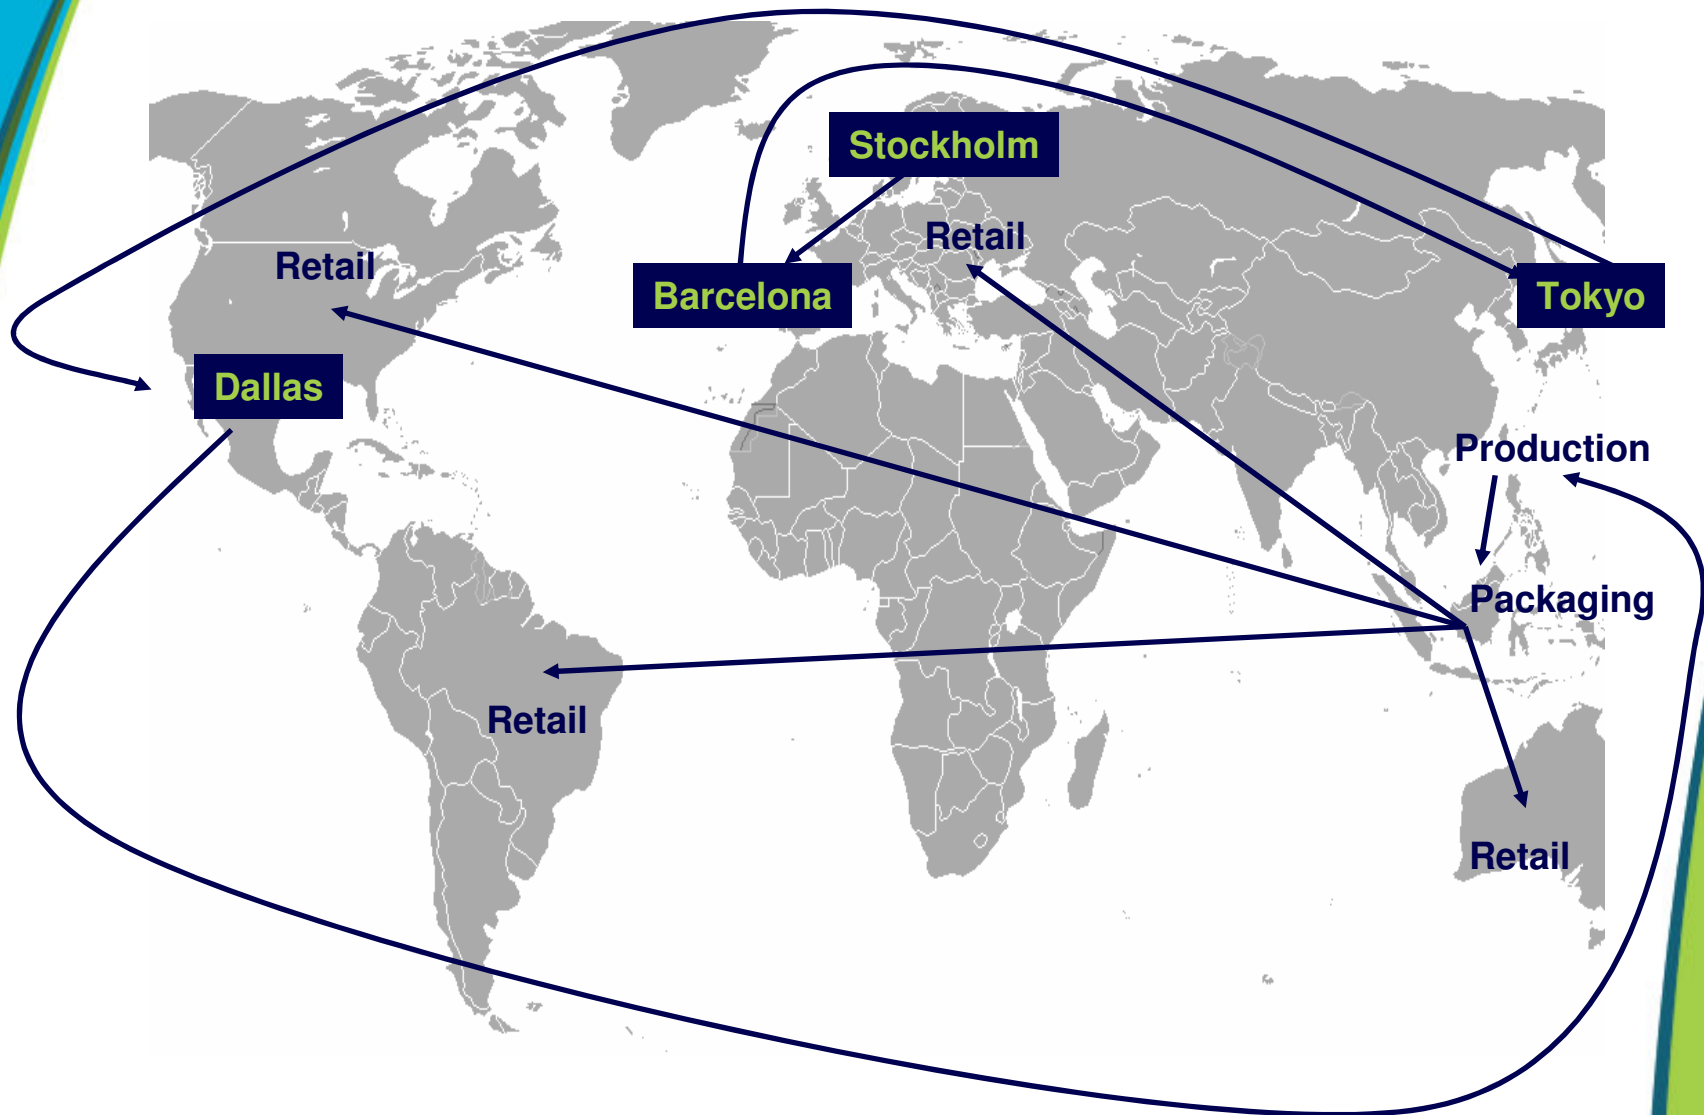 Stockholm
Retail
Retail
Barcelona
Tokyo
Dallas
Production
Packaging
Retail
Retail